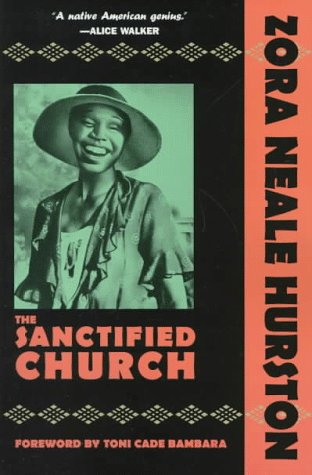 "A native American genius."
—ALICE WALKER
ZORA NEALE HURSTON
THE
SANCTIFIED
CHURCH
FOREWORD BY TONI CADE BAMBARA